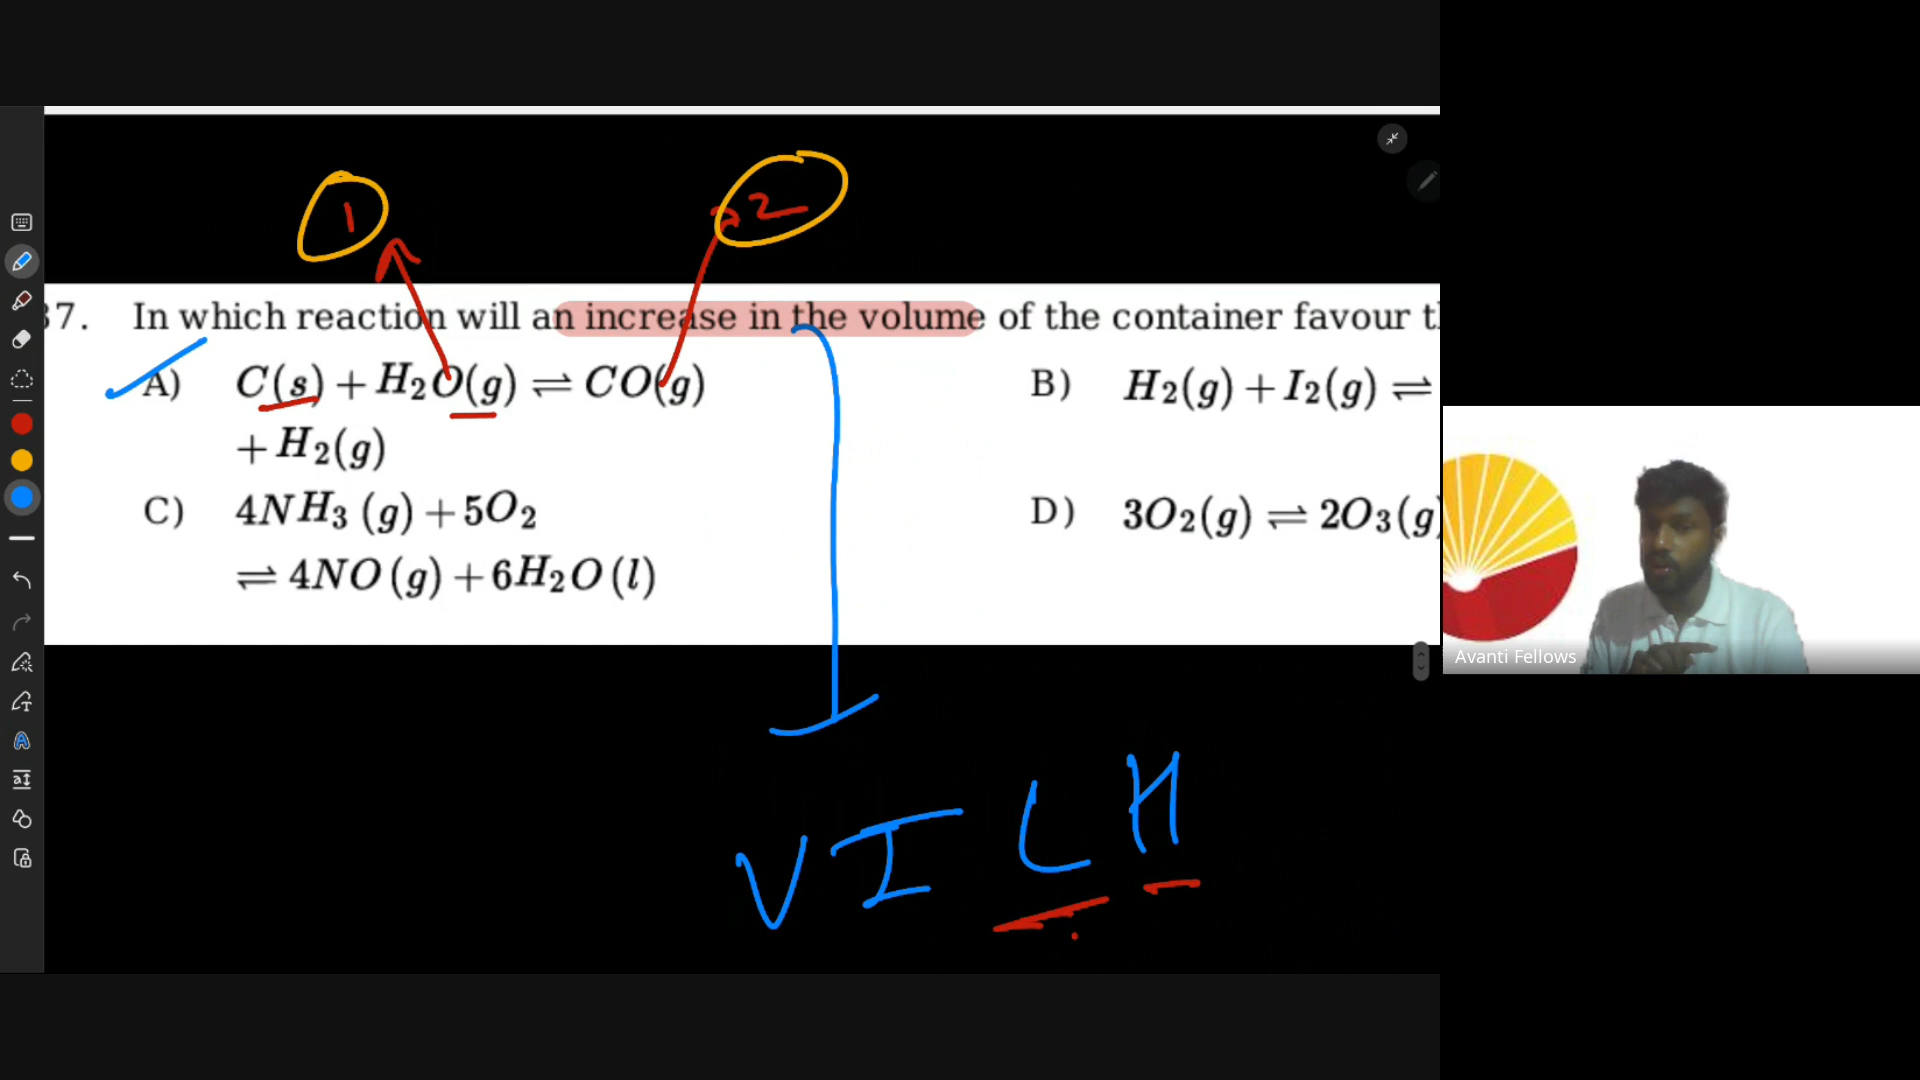 1
2
37. In which reaction will an increase in the volume of the container favour t
A) C(s) + H₂O(g) ⇌ CO(g)
+ H₂(g)
B) H₂(g) + I₂(g) ⇌
C) 4NH₃ (g) + 5O₂
⇌ 4NO (g) + 6H₂O (l)
D) 3O₂(g) ⇌ 2O₃(g)
V I L H
Avanti Fellows